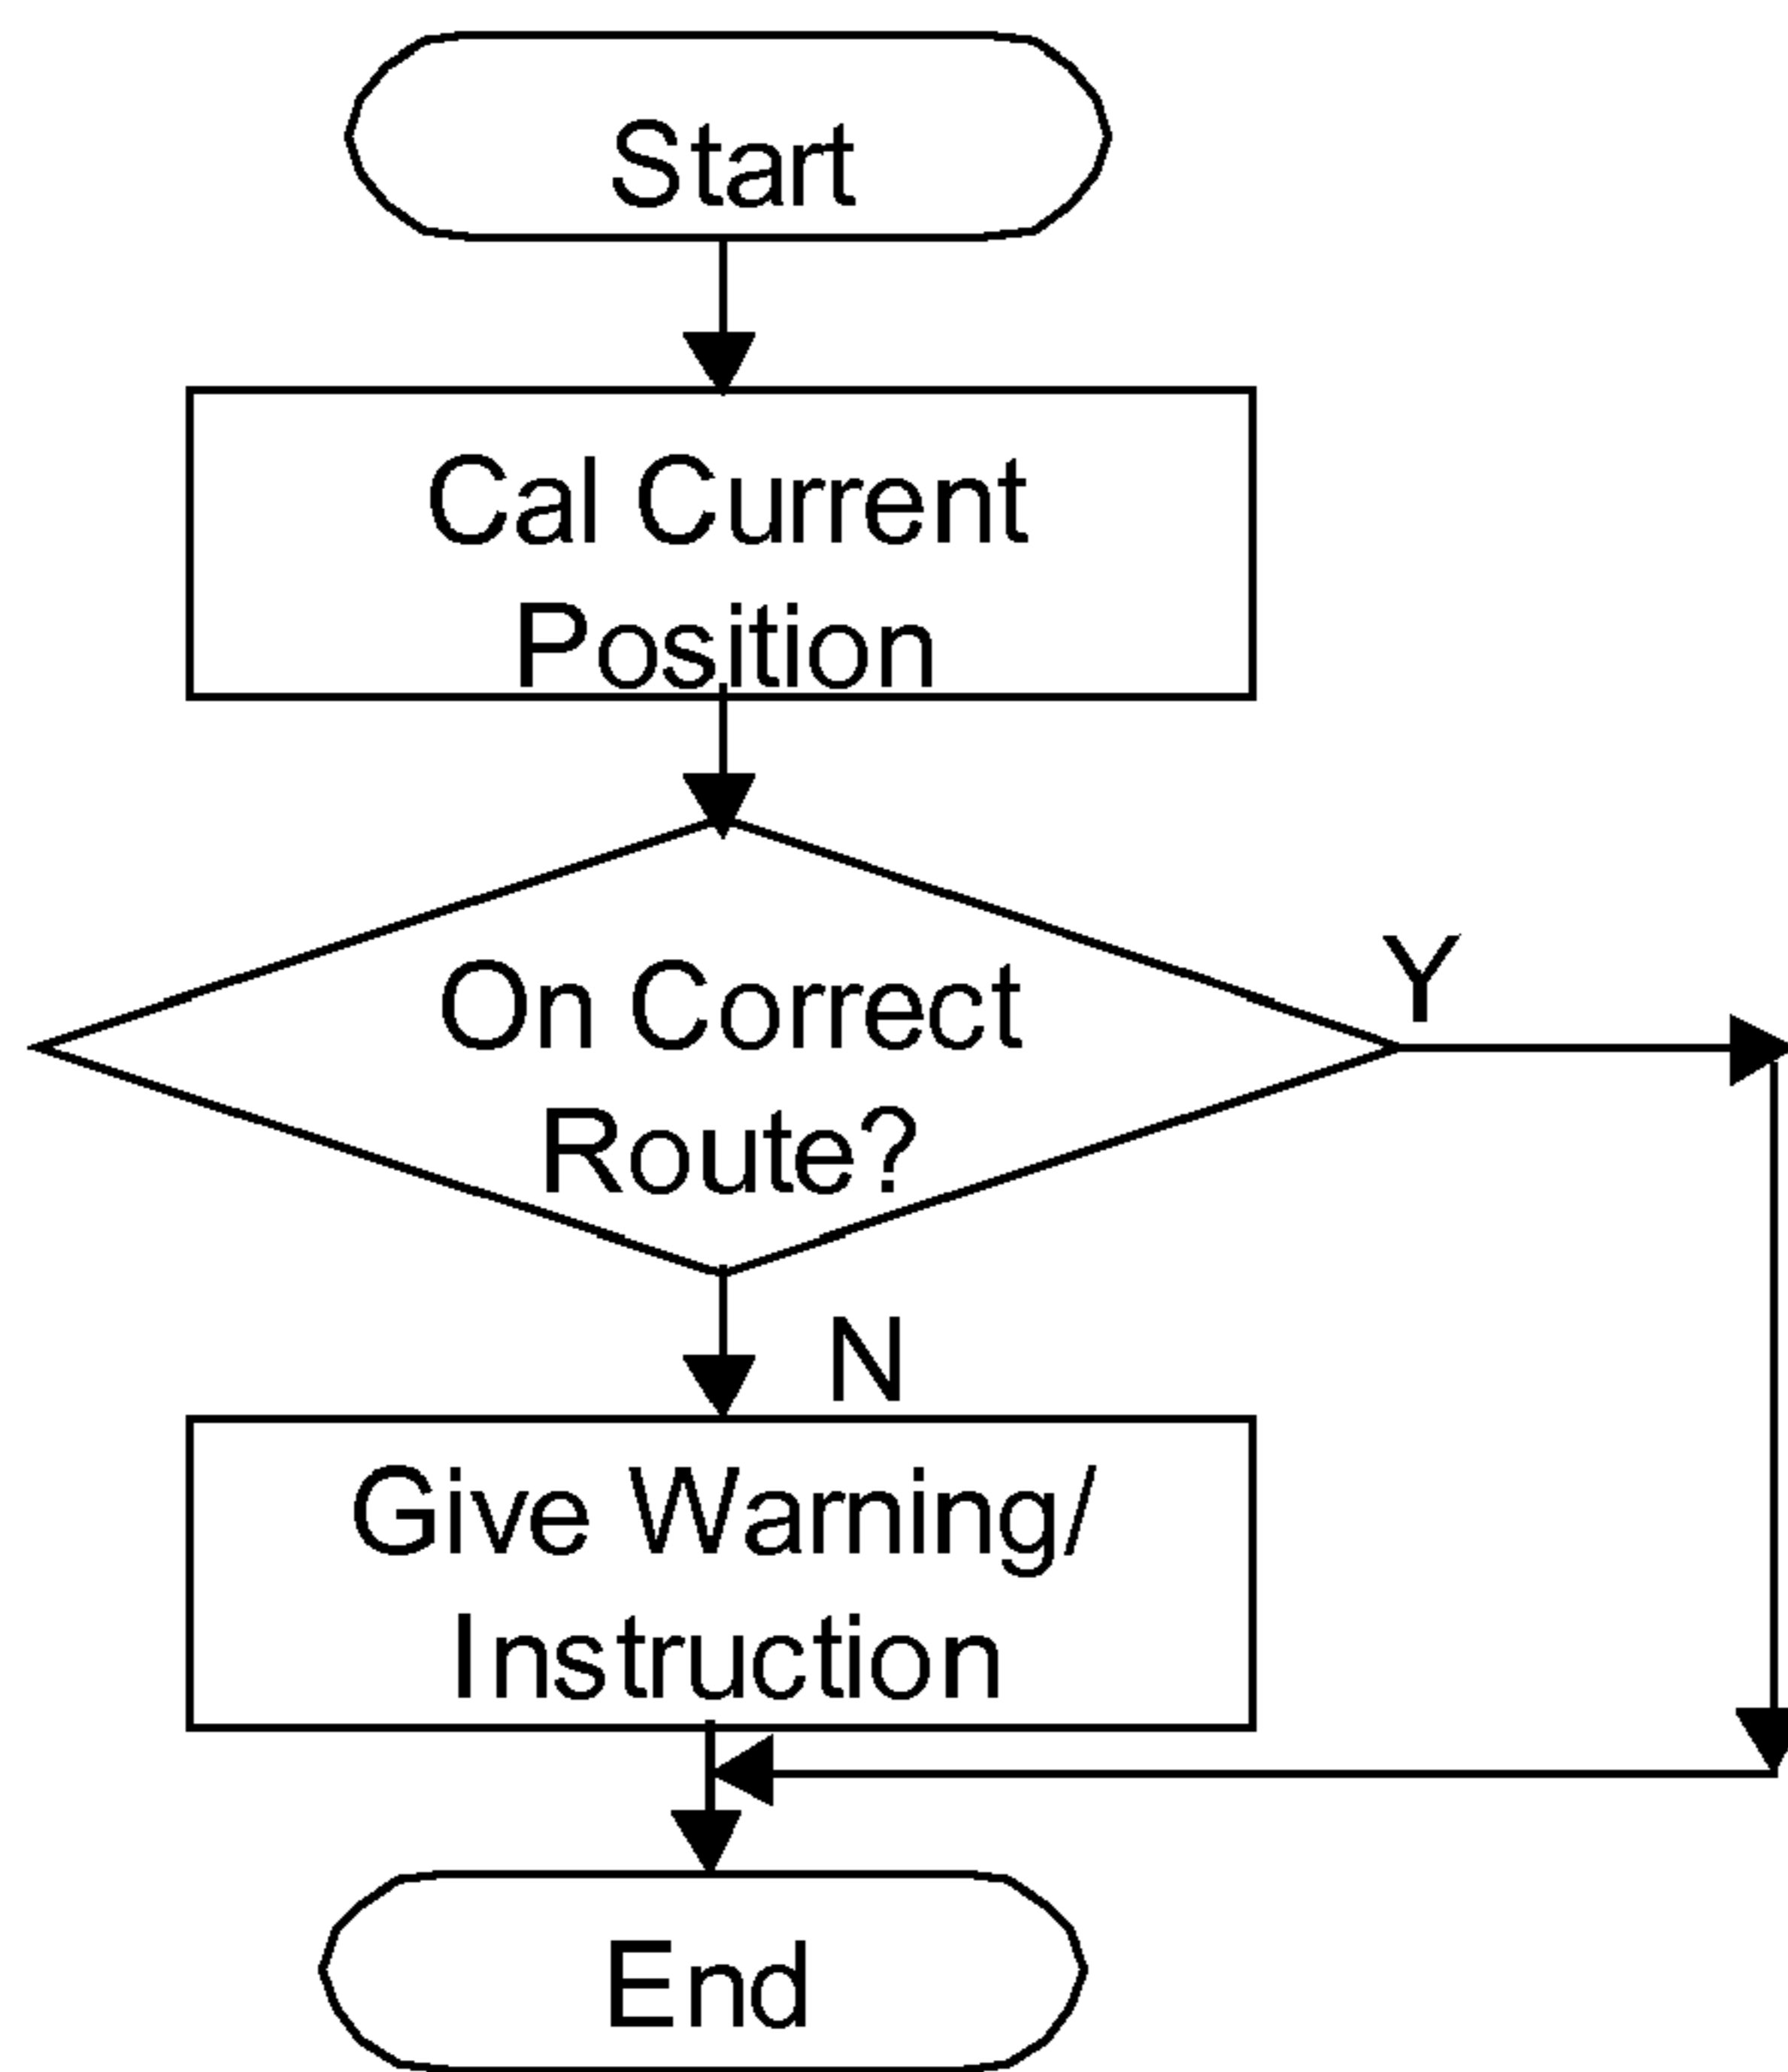 Start
Cal Current
Position
On Correct
Route?
Y
N
Give Warning/
Instruction
End